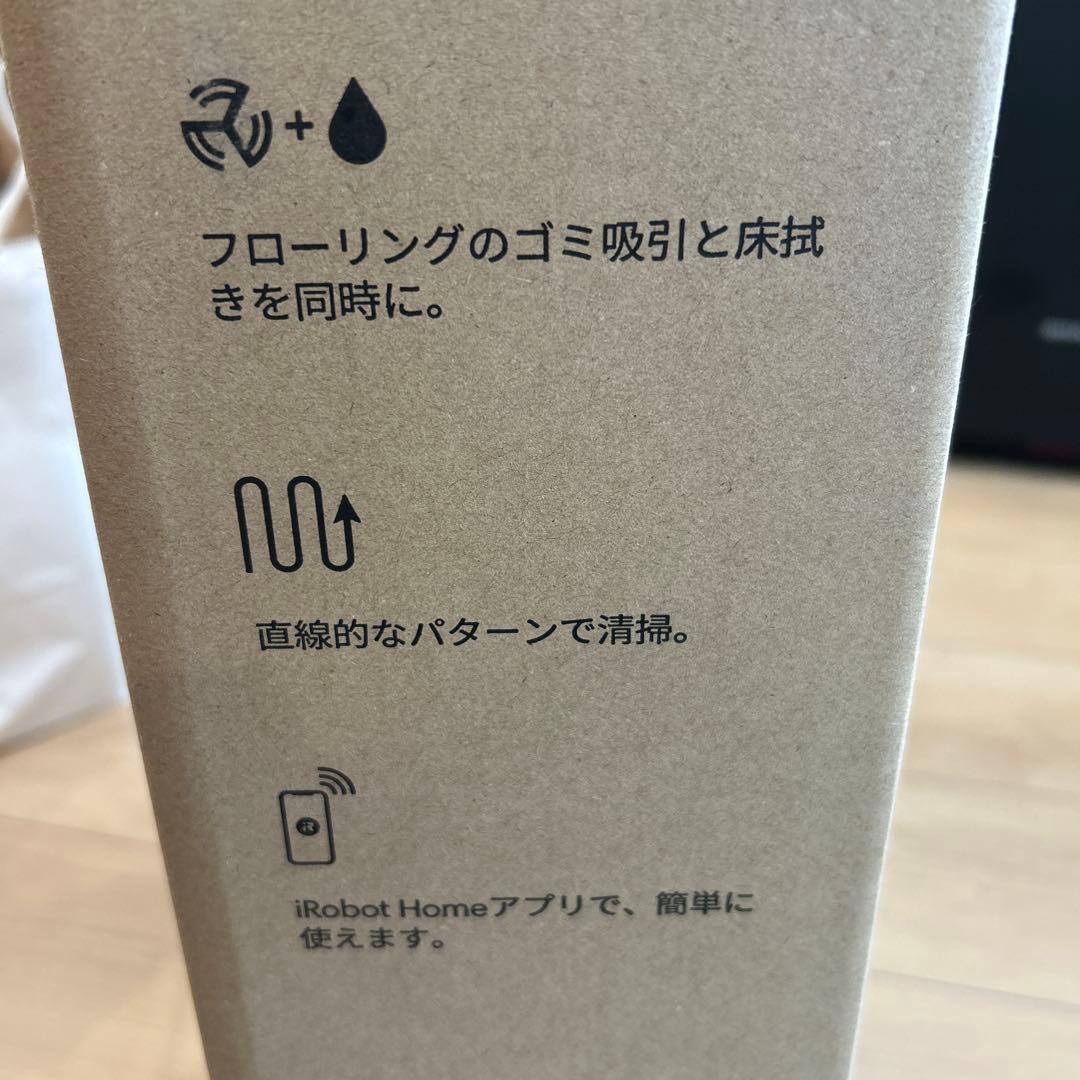 フローリングのゴミ吸引と床拭
きを同時に。
直線的なパターンで清掃。
iRobot Homeアプリで、簡単に
使えます。